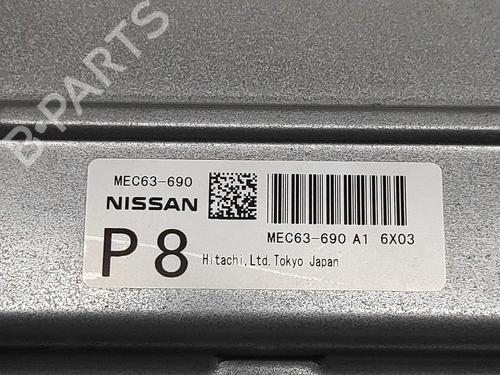 B-PARTS
MEC63-690
NISSAN
MEC63-690 A1 6X03
P8
Hitachi,Ltd.Tokyo Japan